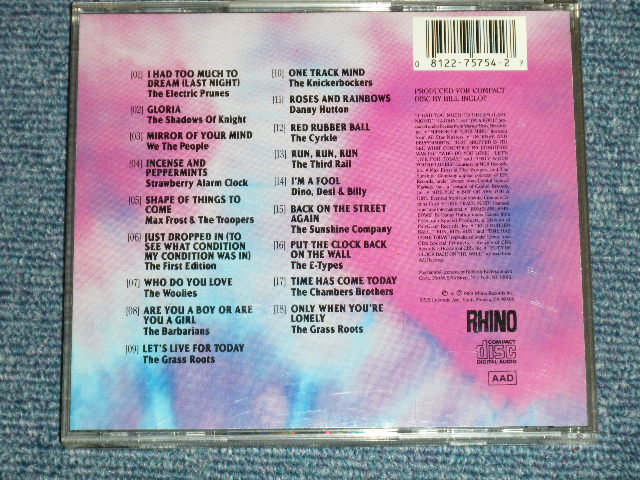 [01] I HAD TOO MUCH TO
DREAM (LAST NIGHT)
The Electric Prunes
[02] GLORIA
The Shadows Of Knight
[03] MIRROR OF YOUR MIND
We The People
[04] INCENSE AND
PEPPERMINTS
Strawberry Alarm Clock
[05] SHAPE OF THINGS TO
COME
Max Frost & The Troopers
[06] JUST DROPPED IN (TO
SEE WHAT CONDITION
MY CONDITION WAS IN)
The First Edition
[07] WHO DO YOU LOVE
The Woolies
[08] ARE YOU A BOY OR ARE
YOU A GIRL
The Barbarians
[09] LET'S LIVE FOR TODAY
The Grass Roots
[10] ONE TRACK MIND
The Knickerbockers
[11] ROSES AND RAINBOWS
Danny Hutton
[12] RED RUBBER BALL
The Cyrkle
[13] RUN, RUN, RUN
The Third Rail
[14] I'M A FOOL
Dino, Desi & Billy
[15] BACK ON THE STREET
AGAIN
The Sunshine Company
[16] PUT THE CLOCK BACK
ON THE WALL
The E-Types
[17] TIME HAS COME TODAY
The Chambers Brothers
[18] ONLY WHEN YOU'RE
LONELY
The Grass Roots
0 8122-75754-2 7
PRODUCED FOR COMPACT
DISC BY BILL INGLOT
RHINO
COMPACT
disc
DIGITAL AUDIO
AAD